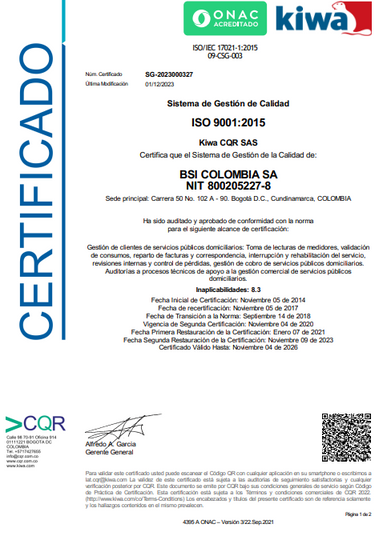 ONAC
ACREDITADO
kiwa
ISO/IEC 17021-1:2015
09-CSG-003
CERTIFICADO
Núm. Certificado SG-2023000327
Última Modificación 01/12/2023
Sistema de Gestión de Calidad
ISO 9001:2015
Kiwa CQR SAS
Certifica que el Sistema de Gestión de la Calidad de:
BSI COLOMBIA SA
NIT 800205227-8
Sede principal: Carrera 50 No. 102 A - 90. Bogotá D.C., Cundinamarca, COLOMBIA
Ha sido auditado y aprobado de conformidad con la norma
para el siguiente alcance de certificación:
Gestión de clientes de servicios públicos domiciliarios: Toma de lecturas de medidores, validación
de consumos, reparto de facturas y correspondencia, interrupción y rehabilitación del servicio,
revisiones internas y control de pérdidas, gestión de cobro de servicios públicos domiciliarios.
Auditorías a procesos técnicos de apoyo a la gestión comercial de servicios públicos
domiciliarios.
Inaplicabilidades: 8.3
Fecha Inicial de Certificación: Noviembre 05 de 2014
Fecha de recertificación: Noviembre 05 de 2017
Fecha de Transición a la Norma: Septiembre 14 de 2018
Vigencia de Segunda Certificación: Noviembre 04 de 2020
Fecha Primera Restauración de la Certificación: Enero 07 de 2021
Fecha Segunda Restauración de la Certificación: Noviembre 09 de 2023
Certificado Válido Hasta: Noviembre 04 de 2026
CQR
Calle 98 70-91 Oficina 914
BOGOTA DC
COLOMBIA
www.kiwa.com
Alfredo A. García
Gerente General
Para validar este certificado usted puede escanear el Código QR con cualquier aplicación en su smartphone o escríbenos a
lat.cqr@kiwa.com. La validez de este certificado está sujeta a las auditorías de seguimiento satisfactorias y cualquier
verificación posterior por CQR. Este documento se emite por CQR bajo sus condiciones generales de servicio según Código
de Práctica de Certificación. Este certificación está sujeta a los Términos y condiciones comerciales de CQR 2022.
(http://www.kiwa.com/co/Terms-Conditions) Los encabezados y títulos del presente certificado son de referencia solamente
y los hallazgos contenidos en el mismo prevalecen.
Página 1 de 2
4395 A ONAC – Versión 3/22.Sep.2021